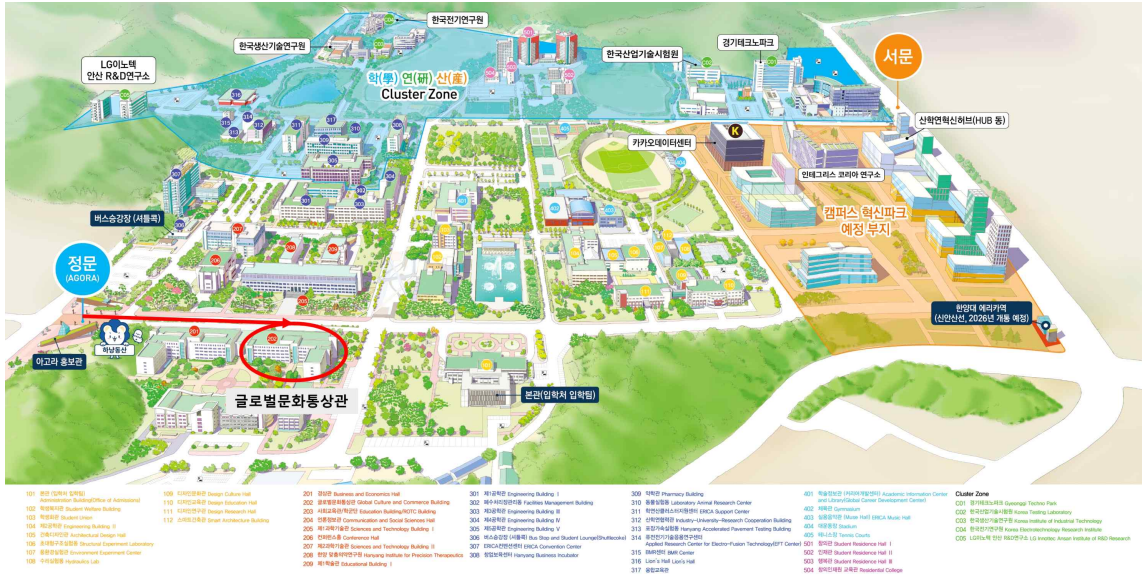 한국전기연구원
한국생산기술연구원
LG이노텍
안산 R&D연구소
학(學) 연(研) 산(産)
Cluster Zone
한국산업기술시험원
경기테크노파크
서문
K
카카오데이터센터
산학연혁신허브(HUB 동)
인테그리스 코리아 연구소
캠퍼스 혁신파크
예정 부지
버스승강장 (셔틀콕)
정문
(AGORA)
하냥동산
아고라 홍보관
글로벌문화통상관
본관(입학처 입학팀)
한양대 에리카역
(신안산선, 2026년 개통 예정)
101 본관 (입학처 입학팀)
Administration Building(Office of Admissions)
102 학생복지관 Student Welfare Building
103 학생회관 Student Union
104 제2공학관 Engineering Building II
105 건축디자인관 Architectural Design Hall
106 초대형구조실험동 Structural Experiment Laboratory
107 환경공실험관 Environment Experiment Center
108 수리실험동 Hydraulics Lab
109 디자인문화관 Design Culture Hall
110 디자인교육관 Design Education Hall
111 디자인연구관 Design Research Hall
112 스마트건축동 Smart Architecture Building
201 경상관 Business and Economics Hall
202 글로벌문화통상관 Global Culture and Commerce Building
203 사회교육원/학군단 Educational Building/ROTC Building
204 언론정보관 Communication and Social Sciences Hall
205 제1과학기술관 Sciences and Technology Building I
206 컨퍼런스홀 Conference Hall
207 제2과학기술관 Sciences and Technology Building II
208 한양 맞춤의약연구원 Hanyang Institute for Precision Therapeutics
209 제1학술관 Educational Building I
301 제1공학관 Engineering Building I
302 폐수처리장관리동 Facilities Management Building
303 제3공학관 Engineering Building III
304 제4공학관 Engineering Building IV
305 제5공학관 Engineering Building V
306 버스승강장 (셔틀콕) Bus Stop and Student Lounge(Shuttlecoke)
307 ERICA컨벤션센터 ERICA Convention Center
308 창업보육센터 Hanyang Business Incubator
309 약학관 Pharmacy Building
310 동물실험동 Laboratory Animal Research Center
311 학연산클러스터지원센터 ERICA Support Center
312 산학연협력관 Industry-University-Research Cooperation Building
313 포장가속실험동 Hanyang Accelerated Pavement Testing Building
314
Applied Research Center for Electro-Fusion Technology(EFT Center)
315 BMR센터 BMR Center
316 Lion's Hall Lion's Hall
317 융합교육관
401 학술정보관 (커리어개발센터) Academic Information Center
and Library(Global Career Development Center)
402 체육관 Gymnasium
403 실용음악관 (Muse Hall) ERICA Music Hall
404 대운동장 Stadium
405 테니스장 Tennis Courts
501 창의관 Student Residence Hall I
502 인재관 Student Residence Hall II
503 행복관 Student Residence Hall III
504 창의인재원 교육관 Residential College
Cluster Zone
C01 경기테크노파크 Gyeonggi Techno Park
C02 한국산업기술시험원 Korea Testing Laboratory
C03 한국생산기술연구원 Korea Institute of Industrial Technology
C04 한국전기연구원 Korea Electrotechnology Research Institute
C05 LG이노텍 안산 R&D연구소 LG Innotec Ansan Institute of R&D Research